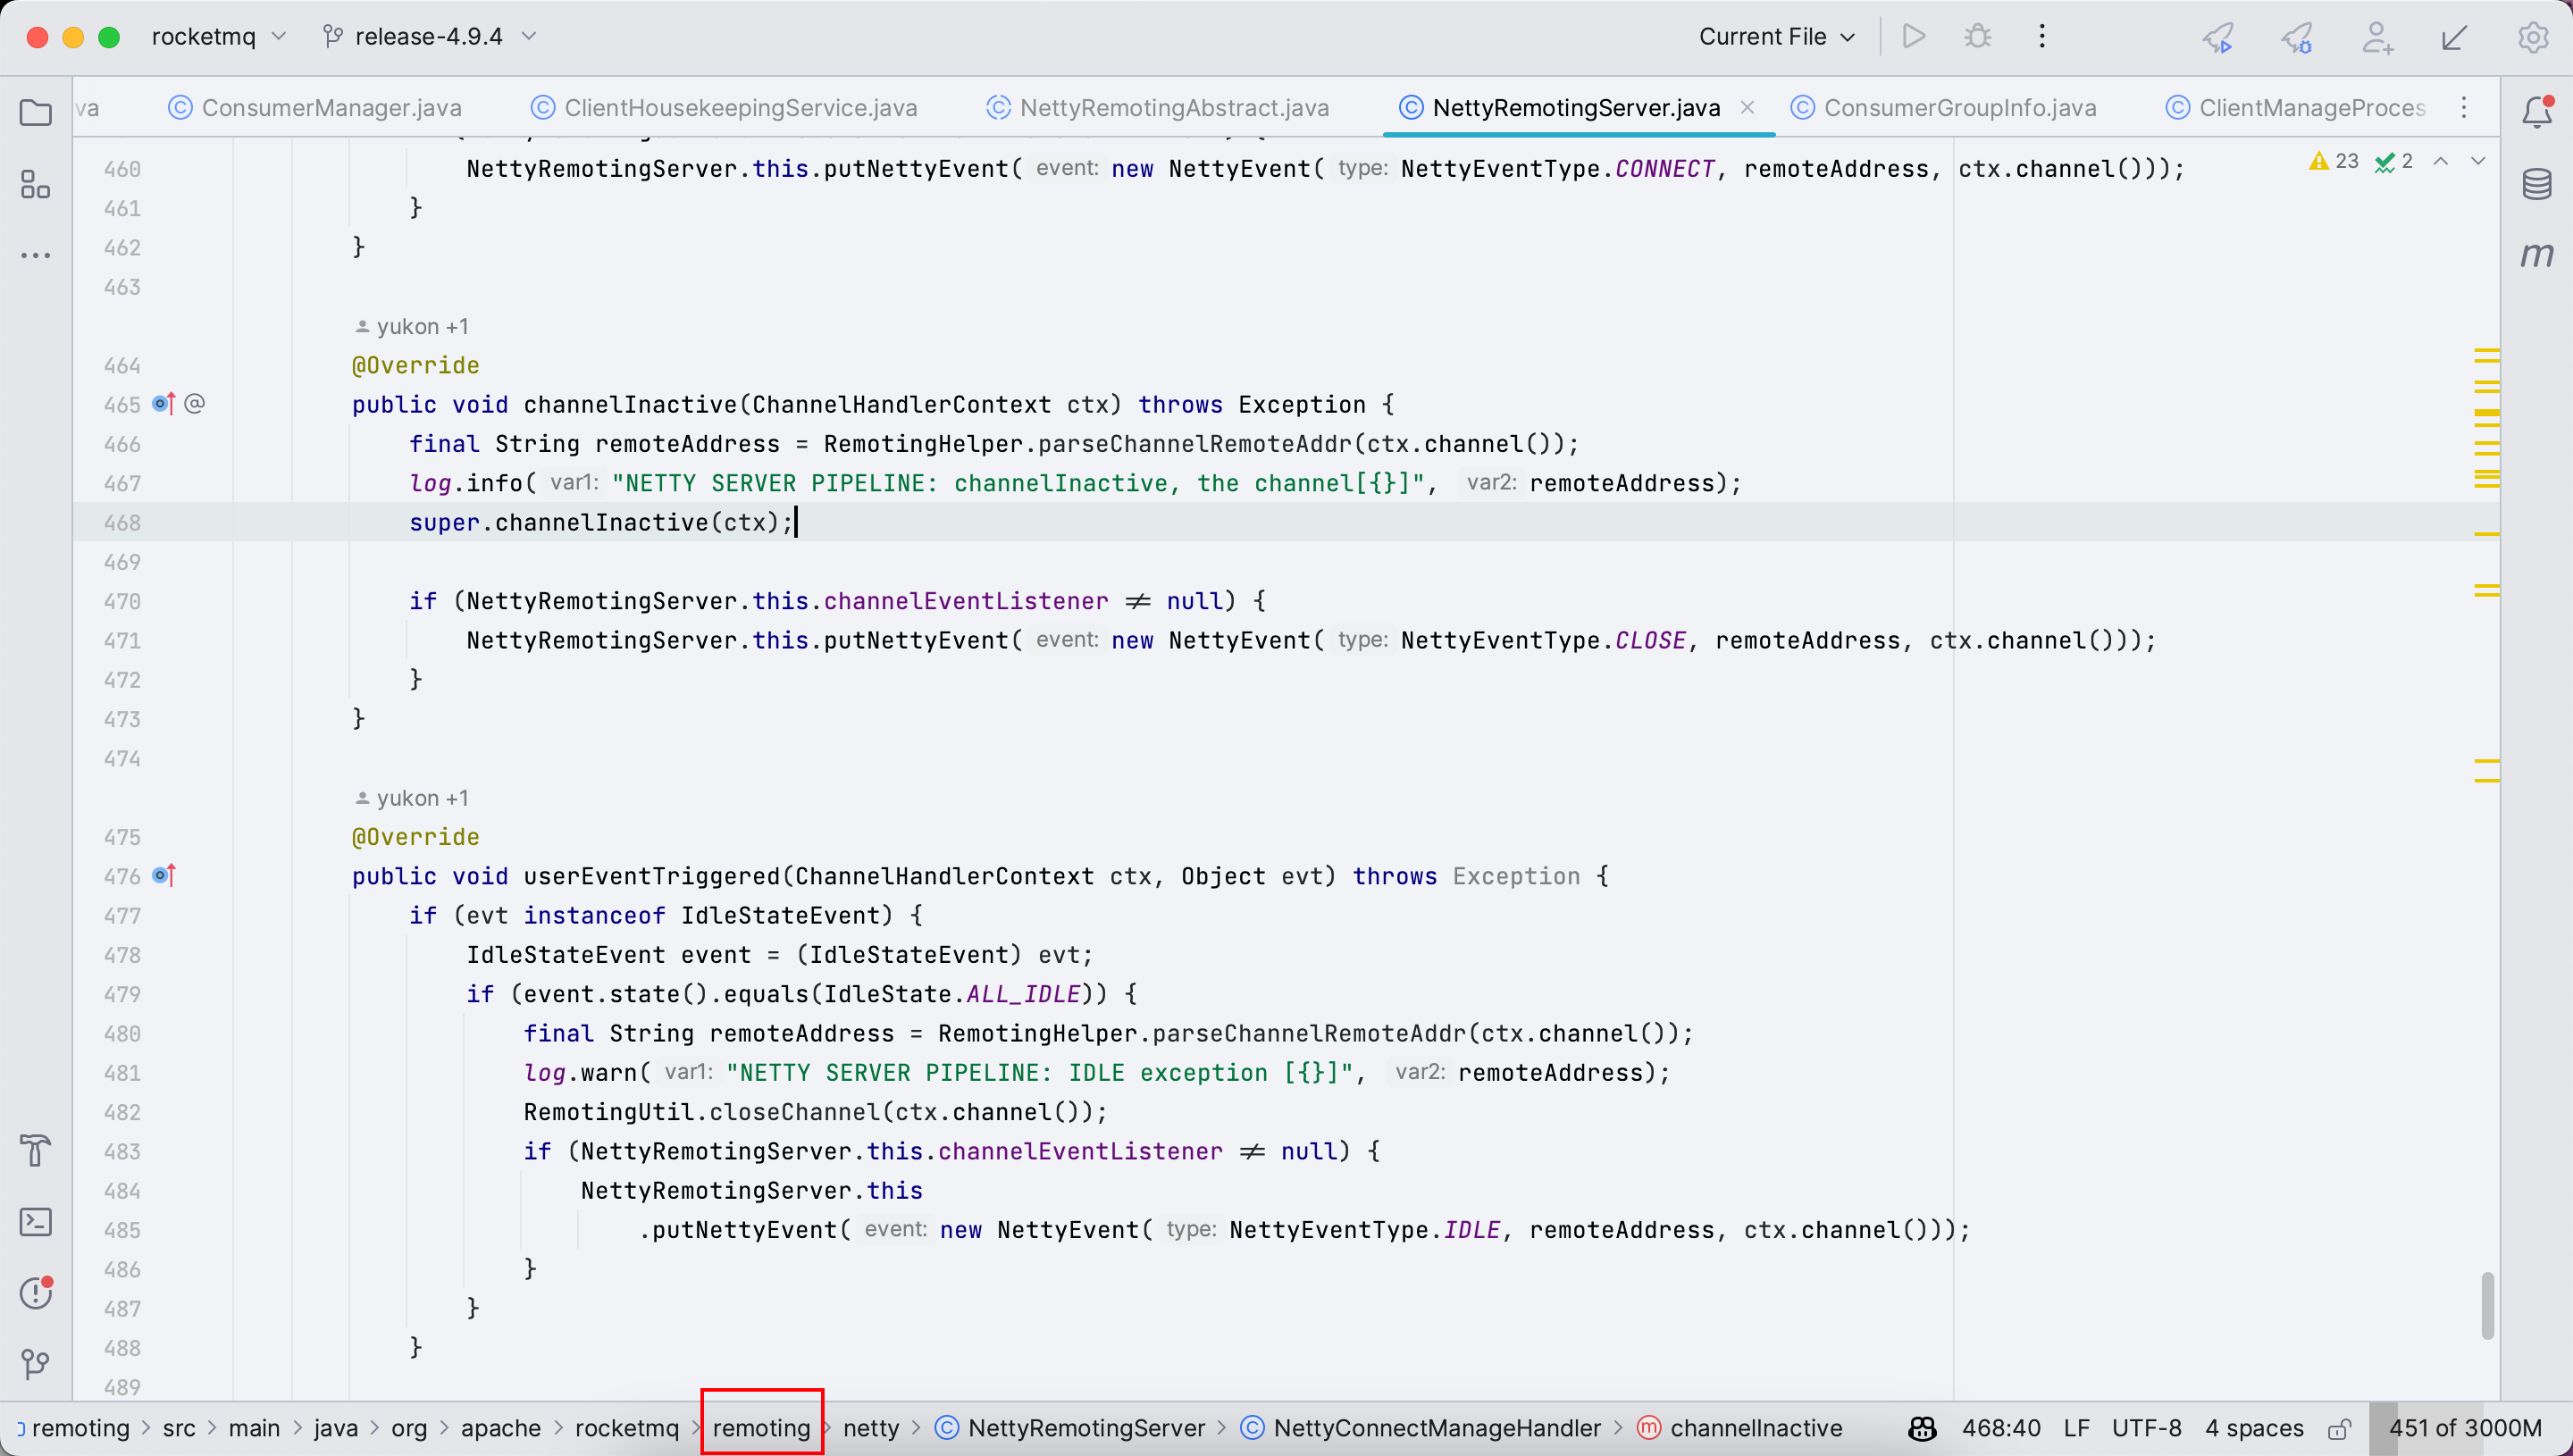 rocketmq release-4.9.4 Current File
va ConsumerManager.java ClientHousekeepingService.java NettyRemotingAbstract.java NettyRemotingServer.java ConsumerGroupInfo.java ClientManageProces
460 NettyRemotingServer.this.putNettyEvent( event: new NettyEvent( type: NettyEventType.CONNECT, remoteAddress, ctx.channel())); 23 2
461 }
462 }
463
yukon +1
464 @Override
465 @ public void channelInactive(ChannelHandlerContext ctx) throws Exception {
466 final String remoteAddress = RemotingHelper.parseChannelRemoteAddr(ctx.channel());
467 log.info( var1: "NETTY SERVER PIPELINE: channelInactive, the channel[{}]", var2: remoteAddress);
468 super.channelInactive(ctx);
469
470 if (NettyRemotingServer.this.channelEventListener ≠ null) {
471 NettyRemotingServer.this.putNettyEvent( event: new NettyEvent( type: NettyEventType.CLOSE, remoteAddress, ctx.channel()));
472 }
473 }
474
yukon +1
475 @Override
476 public void userEventTriggered(ChannelHandlerContext ctx, Object evt) throws Exception {
477 if (evt instanceof IdleStateEvent) {
478 IdleStateEvent event = (IdleStateEvent) evt;
479 if (event.state().equals(IdleState.ALL_IDLE)) {
480 final String remoteAddress = RemotingHelper.parseChannelRemoteAddr(ctx.channel());
481 log.warn( var1: "NETTY SERVER PIPELINE: IDLE exception [{}]", var2: remoteAddress);
482 RemotingUtil.closeChannel(ctx.channel());
483 if (NettyRemotingServer.this.channelEventListener ≠ null) {
484 NettyRemotingServer.this
485 .putNettyEvent( event: new NettyEvent( type: NettyEventType.IDLE, remoteAddress, ctx.channel()));
486 }
487 }
488 }
489
remoting > src > main > java > org > apache > rocketmq > remoting > netty > NettyRemotingServer > NettyConnectManageHandler > channelInactive 468:40 LF UTF-8 4 spaces 451 of 3000M